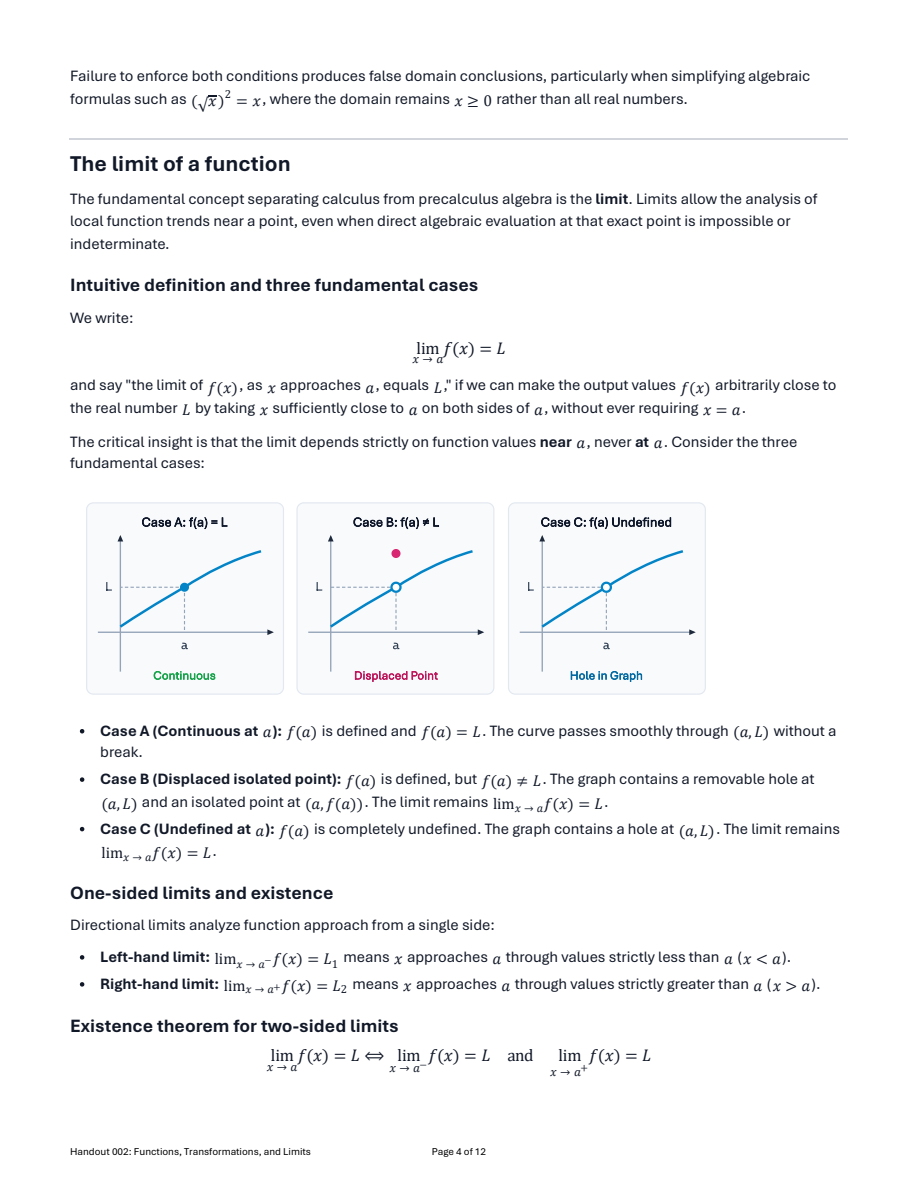 Failure to enforce both conditions produces false domain conclusions, particularly when simplifying algebraic
formulas such as (√x)² = x, where the domain remains x ≥ 0 rather than all real numbers.
The limit of a function
The fundamental concept separating calculus from precalculus algebra is the limit. Limits allow the analysis of
local function trends near a point, even when direct algebraic evaluation at that exact point is impossible or
indeterminate.
Intuitive definition and three fundamental cases
We write:
lim x → a f(x) = L
and say "the limit of f(x), as x approaches a, equals L," if we can make the output values f(x) arbitrarily close to
the real number L by taking x sufficiently close to a on both sides of a, without ever requiring x = a.
The critical insight is that the limit depends strictly on function values near a, never at a. Consider the three
fundamental cases:
Case A: f(a) = L
L
a
Continuous
Case B: f(a) ≠ L
L
a
Displaced Point
Case C: f(a) Undefined
L
a
Hole in Graph
• Case A (Continuous at a): f(a) is defined and f(a) = L. The curve passes smoothly through (a, L) without a
break.
• Case B (Displaced isolated point): f(a) is defined, but f(a) ≠ L. The graph contains a removable hole at
(a, L) and an isolated point at (a, f(a)). The limit remains lim x → a f(x) = L.
• Case C (Undefined at a): f(a) is completely undefined. The graph contains a hole at (a, L). The limit remains
lim x → a f(x) = L.
One-sided limits and existence
Directional limits analyze function approach from a single side:
• Left-hand limit: lim x → a⁻ f(x) = L₁ means x approaches a through values strictly less than a (x < a).
• Right-hand limit: lim x → a⁺ f(x) = L₂ means x approaches a through values strictly greater than a (x > a).
Existence theorem for two-sided limits
lim x → a f(x) = L ⟺ lim x → a⁻ f(x) = L and lim x → a⁺ f(x) = L
Handout 002: Functions, Transformations, and Limits Page 4 of 12